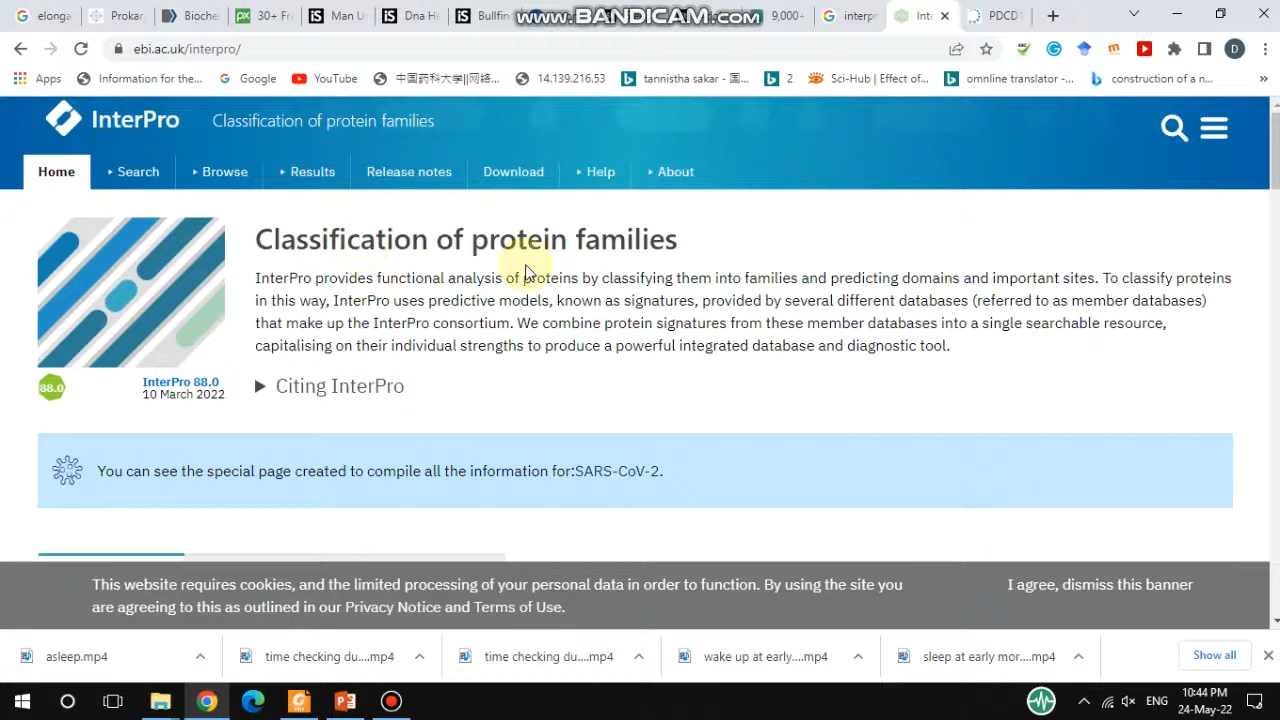 elonga
Prokar
Bioche
30+ Fr
Man U
Dna H
Bullfin
www.BANDICAM.com
9,000+
interpr
Inte
PDCD1
ebi.ac.uk/interpro/
D
Apps
Information for the...
Google
YouTube
中国药科大学||网络...
14.139.216.53
tannistha sakar - 国...
2
Sci-Hub | Effect of...
omnline translator -...
construction of a n...
»
InterPro
Classification of protein families
Home
Search
Browse
Results
Release notes
Download
Help
About
Classification of protein families
InterPro provides functional analysis of proteins by classifying them into families and predicting domains and important sites. To classify proteins
in this way, InterPro uses predictive models, known as signatures, provided by several different databases (referred to as member databases)
that make up the InterPro consortium. We combine protein signatures from these member databases into a single searchable resource,
capitalising on their individual strengths to produce a powerful integrated database and diagnostic tool.
88.0
InterPro 88.0
10 March 2022
Citing InterPro
You can see the special page created to compile all the information for:SARS-CoV-2.
This website requires cookies, and the limited processing of your personal data in order to function. By using the site you
are agreeing to this as outlined in our Privacy Notice and Terms of Use.
I agree, dismiss this banner
asleep.mp4
time checking du....mp4
time checking du....mp4
wake up at early....mp4
sleep at early mor....mp4
Show all
ENG
10:44 PM
24-May-22